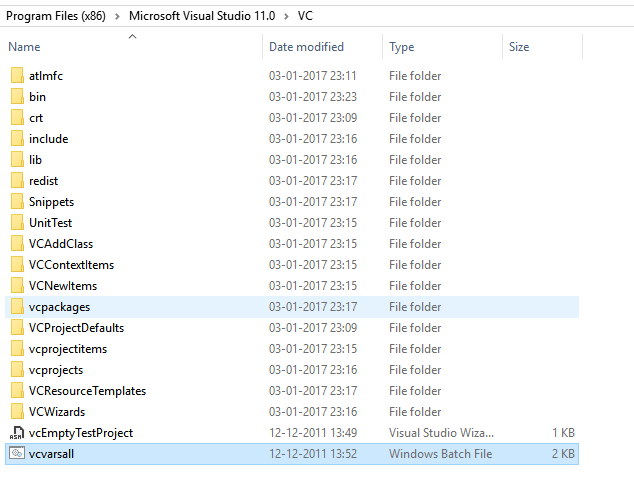 Program Files (x86) > Microsoft Visual Studio 11.0 > VC
Name Date modified Type Size
atlmfc 03-01-2017 23:11 File folder
bin 03-01-2017 23:23 File folder
crt 03-01-2017 23:09 File folder
include 03-01-2017 23:16 File folder
lib 03-01-2017 23:16 File folder
redist 03-01-2017 23:17 File folder
Snippets 03-01-2017 23:17 File folder
UnitTest 03-01-2017 23:15 File folder
VCAddClass 03-01-2017 23:15 File folder
VCContextItems 03-01-2017 23:15 File folder
VCNewItems 03-01-2017 23:15 File folder
vcpackages 03-01-2017 23:17 File folder
VCProjectDefaults 03-01-2017 23:09 File folder
vcprojectitems 03-01-2017 23:15 File folder
vcprojects 03-01-2017 23:16 File folder
VCResourceTemplates 03-01-2017 23:17 File folder
VCWizards 03-01-2017 23:16 File folder
ASM vcEmptyTestProject 12-12-2011 13:49 Visual Studio Wiza... 1 KB
vcvarsall 12-12-2011 13:52 Windows Batch File 2 KB